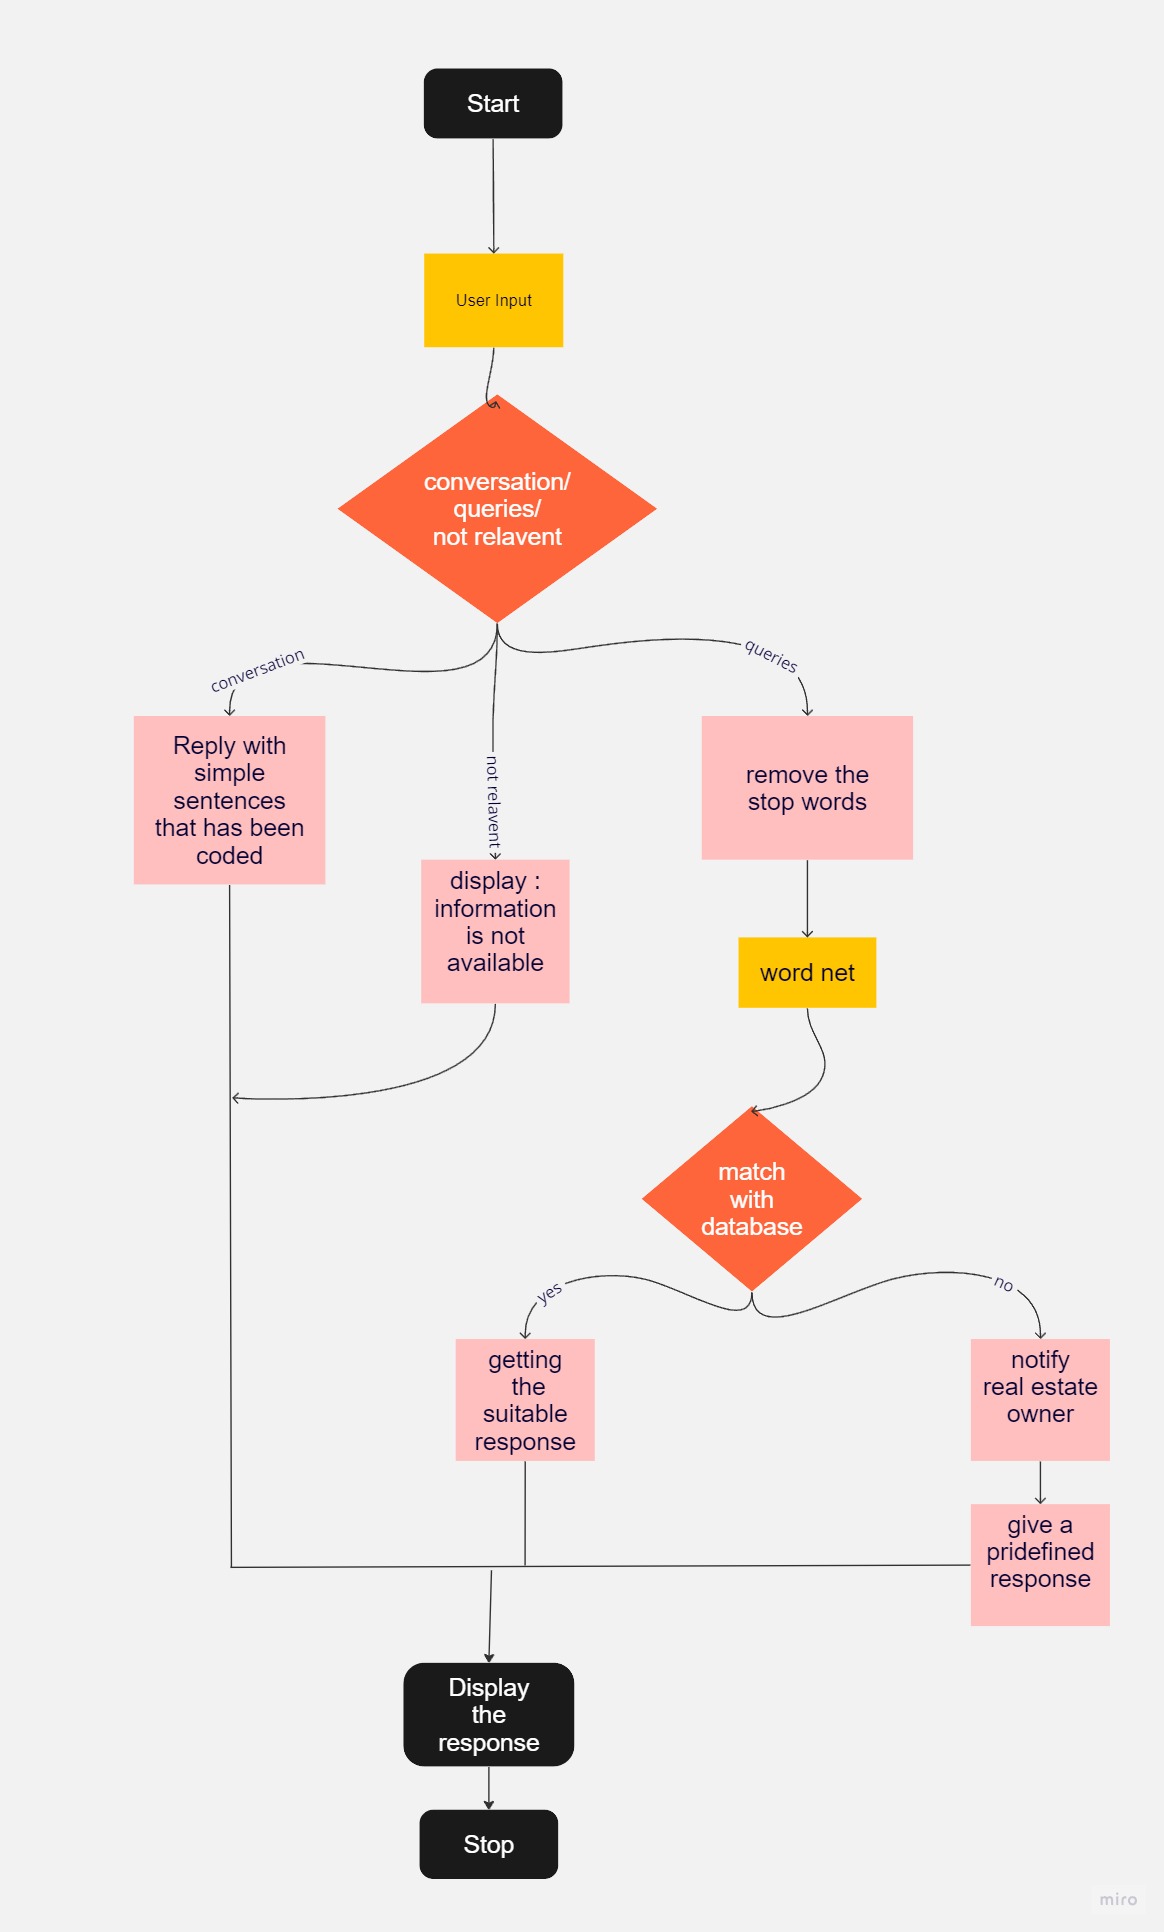 Start
User Input
conversation/
queries/
not relavent
conversation
not relavent
queries
Reply with
simple
sentences
that has been
coded
display :
information
is not
available
remove the
stop words
word net
match
with
database
yes
no
getting
the
suitable
response
notify
real estate
owner
give a
pridefined
response
Display
the
response
Stop
miro